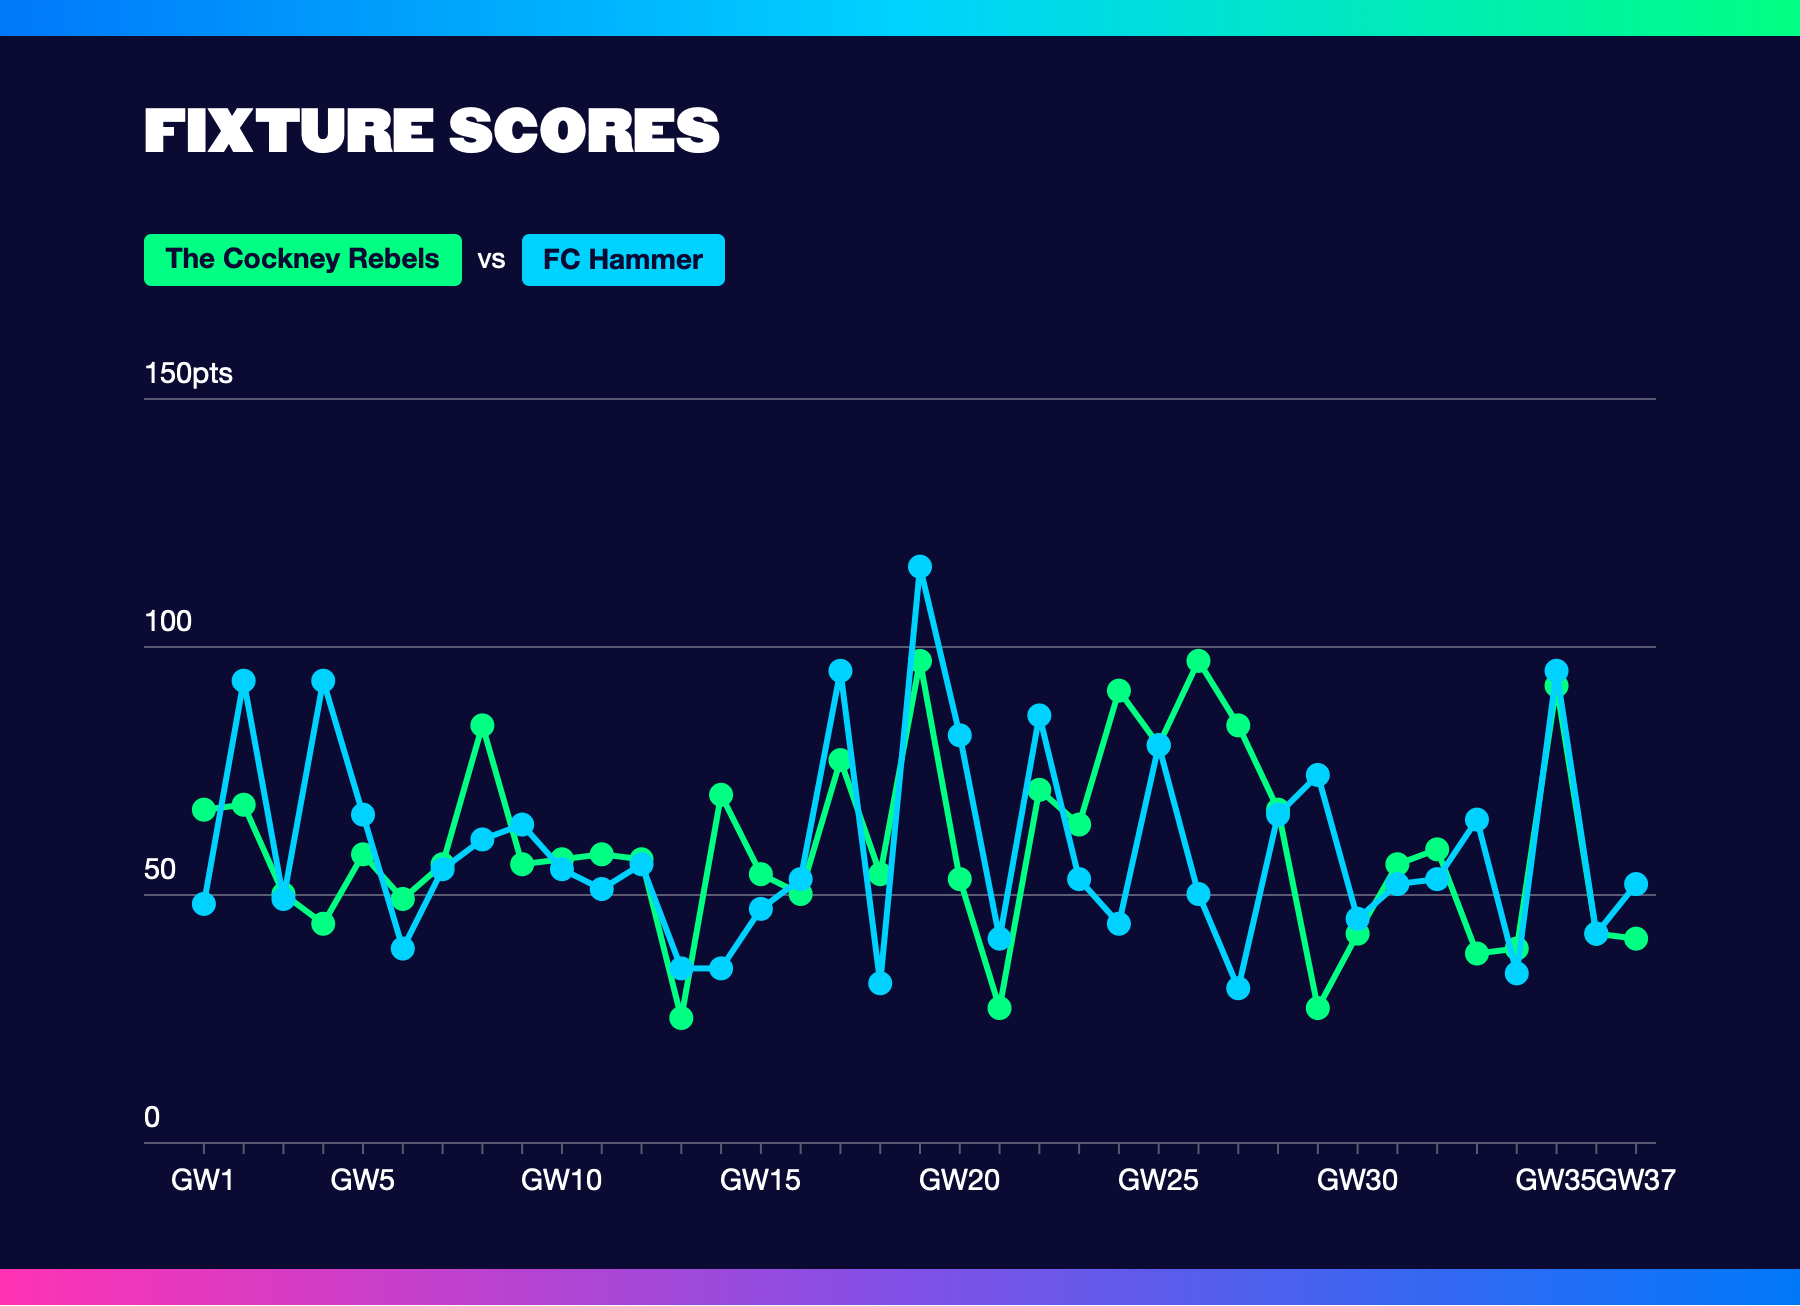 FIXTURE SCORES
The Cockney Rebels vs FC Hammer
150pts
100
50
0
GW1 GW5 GW10 GW15 GW20 GW25 GW30 GW35 GW37